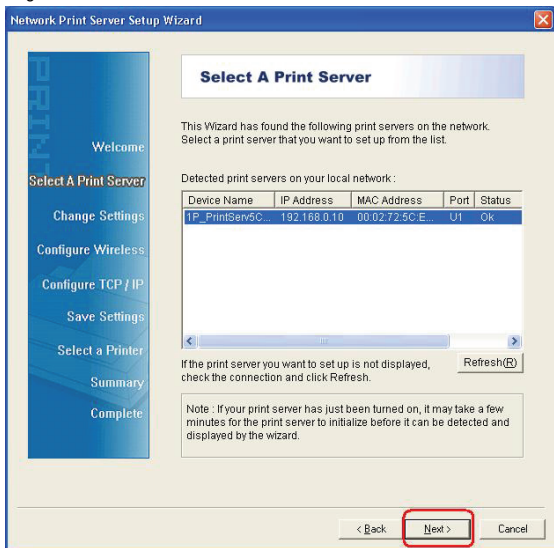 Network Print Server Setup Wizard
PRINT
Welcome
Select A Print Server
Change Settings
Configure Wireless
Configure TCP / IP
Save Settings
Select a Printer
Summary
Complete
Select A Print Server
This Wizard has found the following print servers on the network.
Select a print server that you want to set up from the list.
Detected print servers on your local network :
Device Name IP Address MAC Address Port Status
1P_PrintServ5C... 192.168.0.10 00:02:72:5C:E... U1 Ok
If the print server you want to set up is not displayed,
check the connection and click Refresh.
Refresh(R)
Note : If your print server has just been turned on, it may take a few
minutes for the print server to initialize before it can be detected and
displayed by the wizard.
< Back Next > Cancel